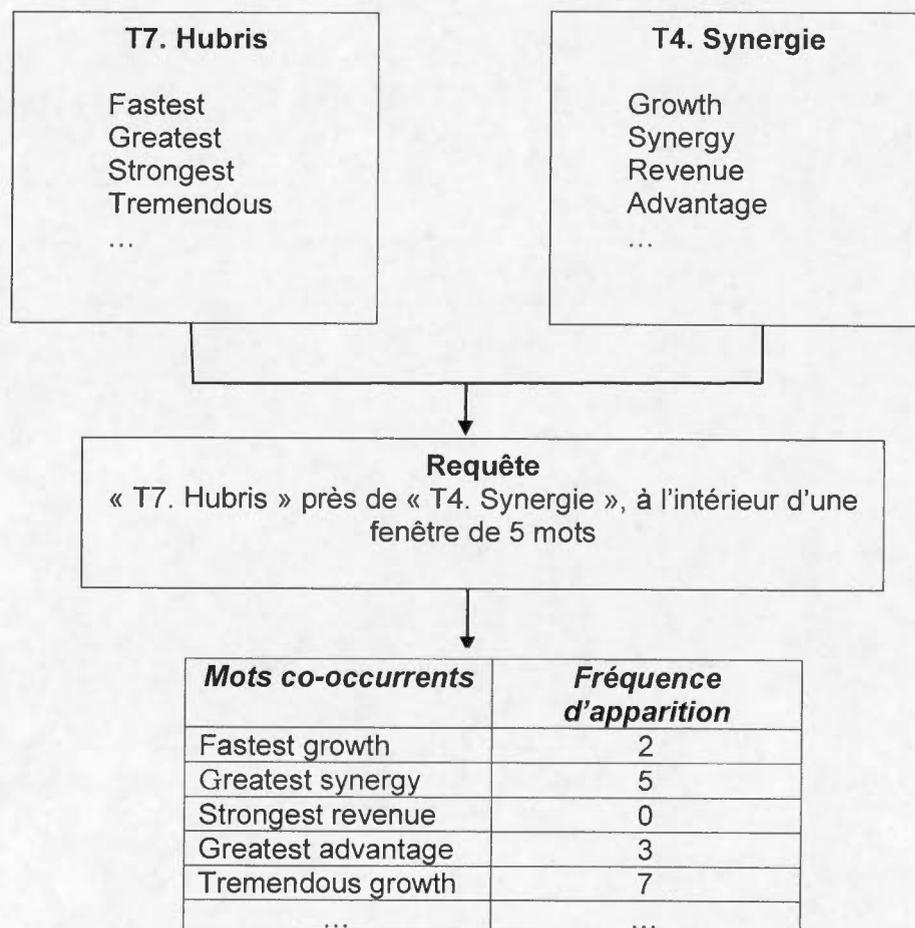 T7. Hubris
Fastest
Greatest
Strongest
Tremendous
...
T4. Synergie
Growth
Synergy
Revenue
Advantage
...
Requête
« T7. Hubris » près de « T4. Synergie », à l'intérieur d'une
fenêtre de 5 mots
Mots co-occurrents Fréquence
d'apparition
Fastest growth 2
Greatest synergy 5
Strongest revenue 0
Greatest advantage 3
Tremendous growth 7
... ...